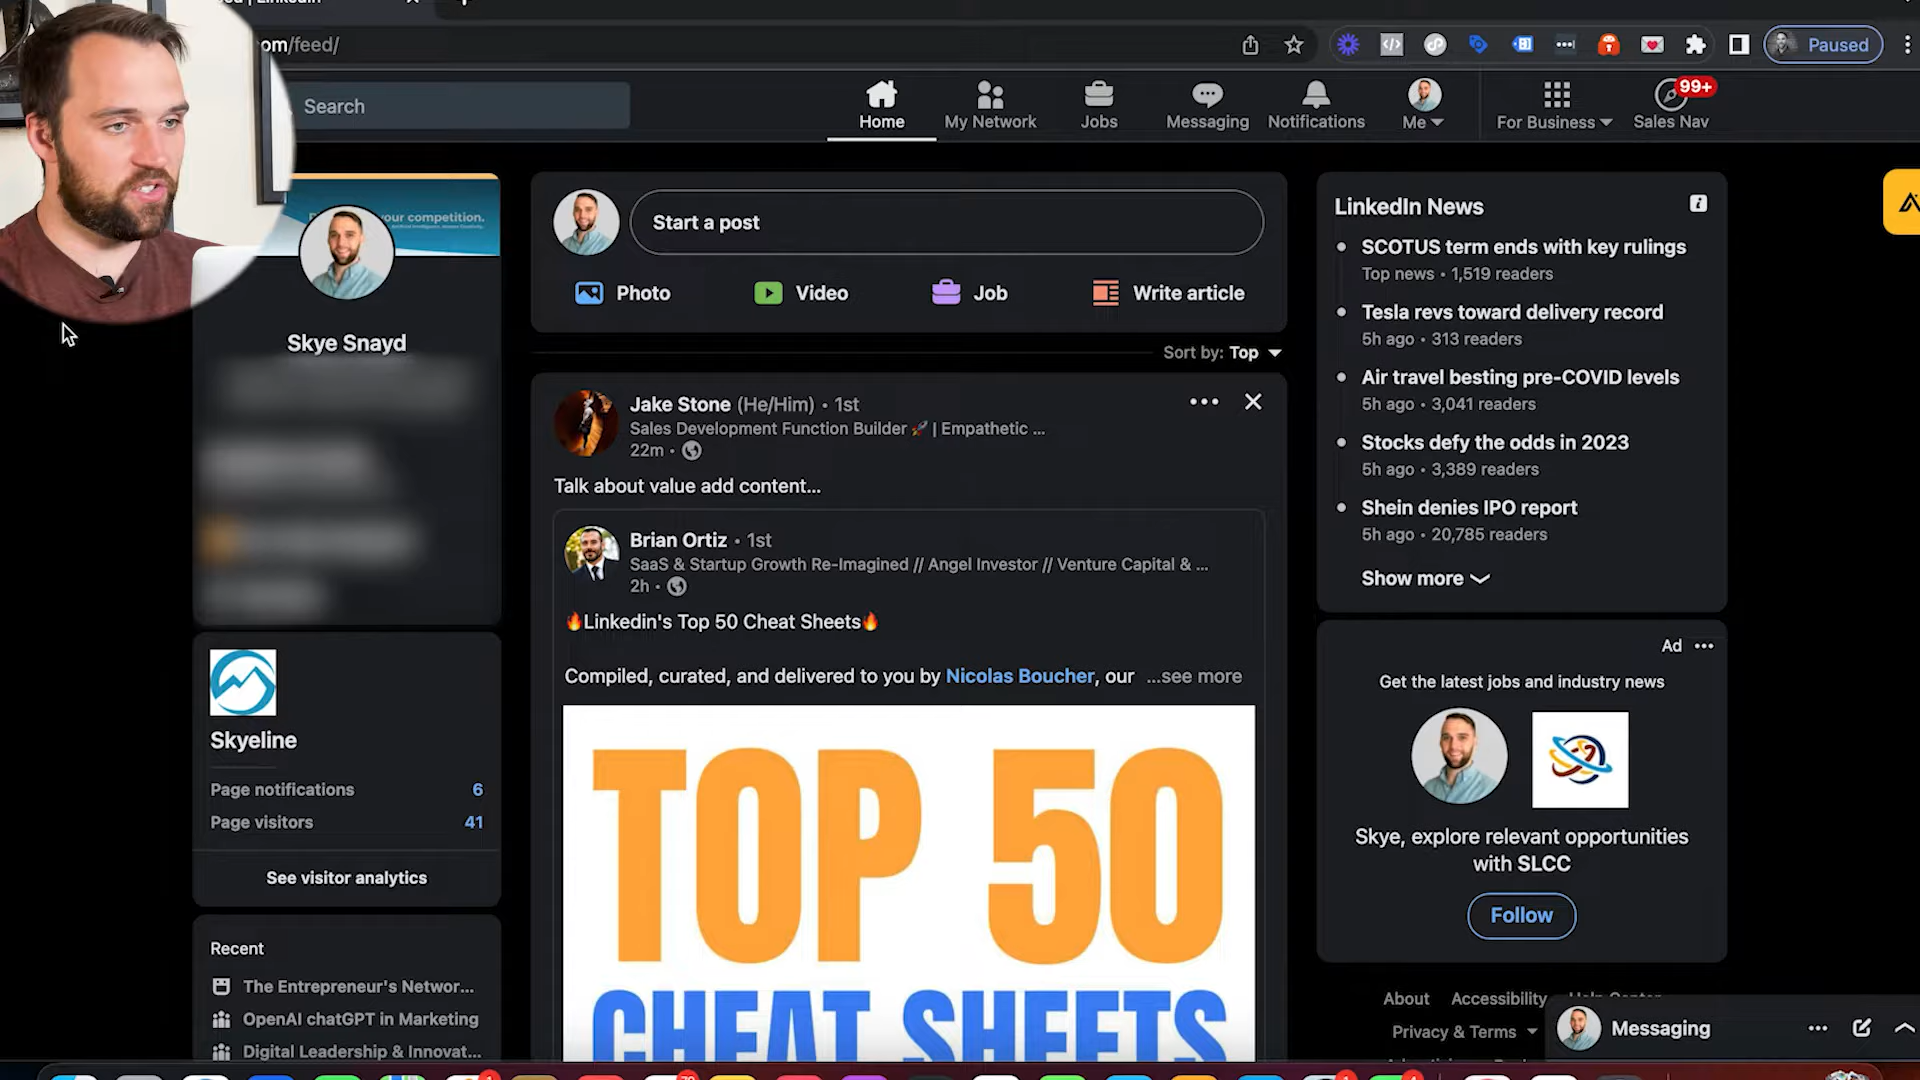 om/feed/
Paused
Search
Home
My Network
Jobs
Messaging
Notifications
Me
For Business
99+
Sales Nav
our competition.
Skye Snayd
Skyeline
Page notifications 6
Page visitors 41
See visitor analytics
Recent
The Entrepreneur's Networ...
OpenAI chatGPT in Marketing
Digital Leadership & Innovat...
Start a post
Photo
Video
Job
Write article
Sort by: Top
Jake Stone (He/Him) • 1st
Sales Development Function Builder 🚀 | Empathetic ...
22m •
Talk about value add content...
Brian Ortiz • 1st
SaaS & Startup Growth Re-Imagined // Angel Investor // Venture Capital & ...
2h •
🔥Linkedin's Top 50 Cheat Sheets🔥
Compiled, curated, and delivered to you by Nicolas Boucher, our ...see more
TOP 50
CHEAT SHEETS
LinkedIn News
SCOTUS term ends with key rulings
Top news • 1,519 readers
Tesla revs toward delivery record
5h ago • 313 readers
Air travel besting pre-COVID levels
5h ago • 3,041 readers
Stocks defy the odds in 2023
5h ago • 3,389 readers
Shein denies IPO report
5h ago • 20,785 readers
Show more
Ad
Get the latest jobs and industry news
Skye, explore relevant opportunities
with SLCC
Follow
About Accessibility Help Center
Privacy & Terms
Messaging